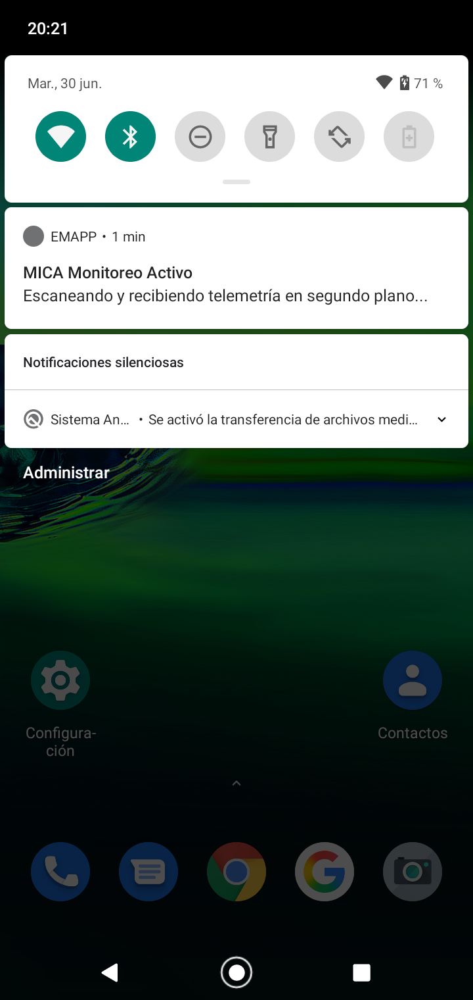 20:21
Mar., 30 jun.
71 %
EMAPP • 1 min
MICA Monitoreo Activo
Escaneando y recibiendo telemetría en segundo plano...
Notificaciones silenciosas
Sistema An... • Se activó la transferencia de archivos medi...
Administrar
Configura-
ción
Contactos